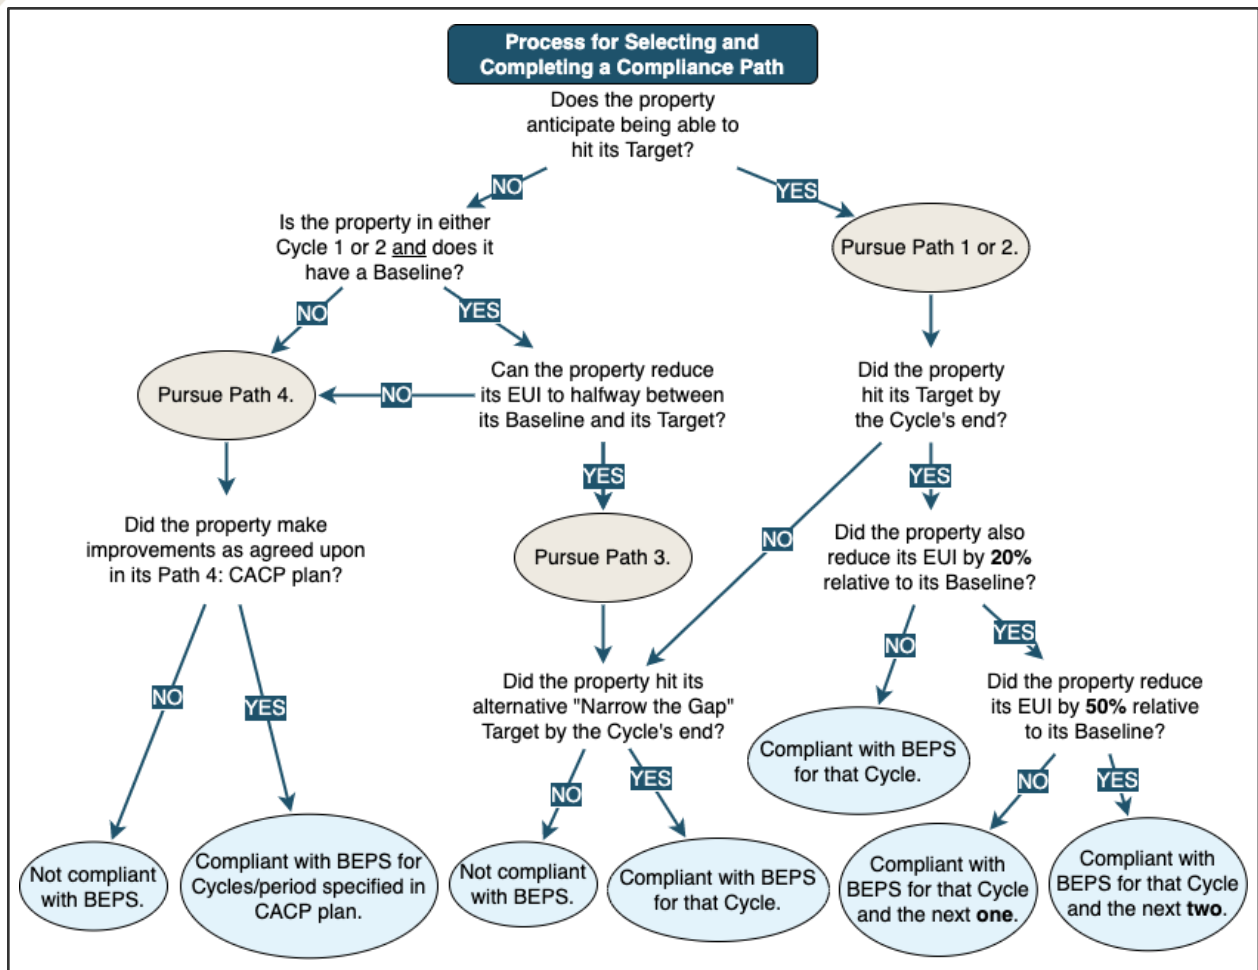 Process for Selecting and
Completing a Compliance Path
Does the property
anticipate being able to
hit its Target?
NO
YES
Is the property in either
Cycle 1 or 2 and does it
have a Baseline?
Pursue Path 1 or 2.
NO
YES
Pursue Path 4.
NO
Can the property reduce
its EUI to halfway between
its Baseline and its Target?
Did the property
hit its Target by
the Cycle's end?
YES
YES
NO
Did the property make
improvements as agreed upon
in its Path 4: CACP plan?
Pursue Path 3.
Did the property also
reduce its EUI by 20%
relative to its Baseline?
NO
YES
NO
YES
Did the property hit its
alternative "Narrow the Gap"
Target by the Cycle's end?
Did the property reduce
its EUI by 50% relative
to its Baseline?
Compliant with BEPS
for that Cycle.
NO
YES
NO
YES
Not compliant
with BEPS.
Compliant with BEPS for
Cycles/period specified in
CACP plan.
Not compliant
with BEPS.
Compliant with BEPS
for that Cycle.
Compliant with
BEPS for that Cycle
and the next one.
Compliant with
BEPS for that Cycle
and the next two.